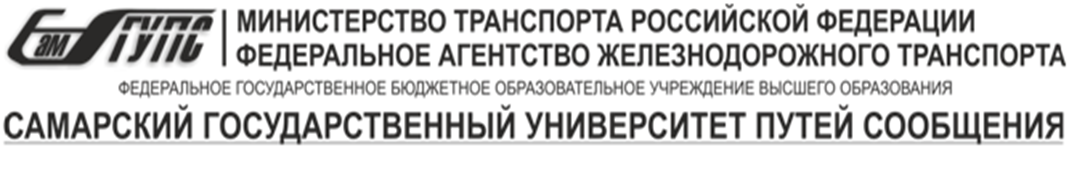 СамГУПС
МИНИСТЕРСТВО ТРАНСПОРТА РОССИЙСКОЙ ФЕДЕРАЦИИ
ФЕДЕРАЛЬНОЕ АГЕНТСТВО ЖЕЛЕЗНОДОРОЖНОГО ТРАНСПОРТА
ФЕДЕРАЛЬНОЕ ГОСУДАРСТВЕННОЕ БЮДЖЕТНОЕ ОБРАЗОВАТЕЛЬНОЕ УЧРЕЖДЕНИЕ ВЫСШЕГО ОБРАЗОВАНИЯ
САМАРСКИЙ ГОСУДАРСТВЕННЫЙ УНИВЕРСИТЕТ ПУТЕЙ СООБЩЕНИЯ